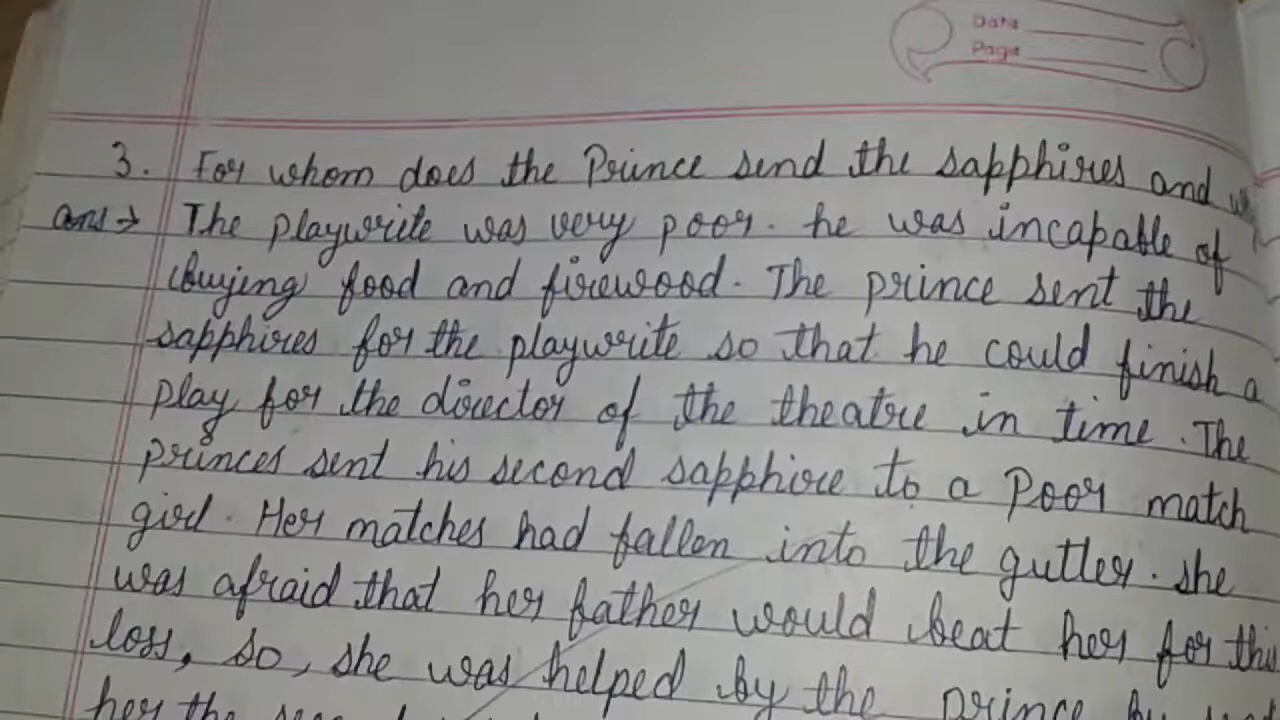 Date
Page
3. For whom does the Prince send the sapphires and
ans→ The playwrite was very poor. he was incapable of
buying food and firewood. The prince sent the
sapphires for the playwrite so that he could finish a
play for the director of the theatre in time. The
princes sent his second sapphire to a Poor match
girl. Her matches had fallen into the gutter. she
was afraid that her father would beat her for this
loss, so, she was helped by the prince by
her the